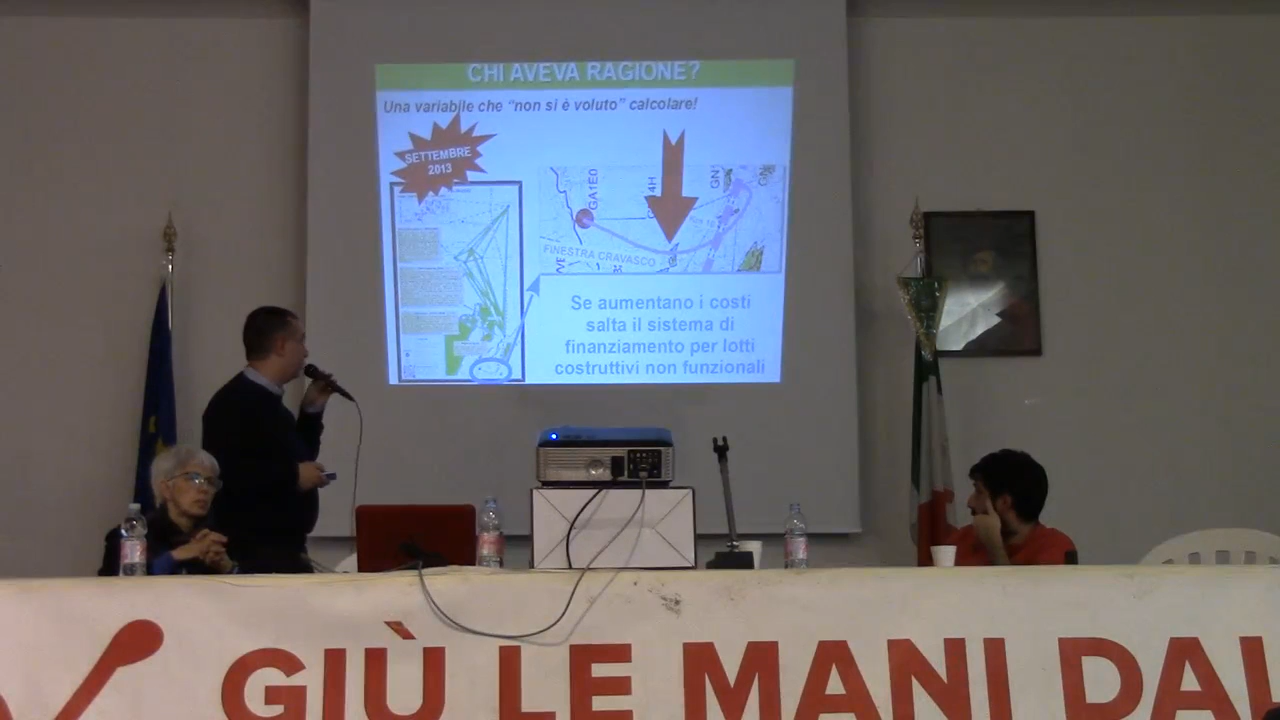 CHI AVEVA RAGIONE?
Una variabile che “non si è voluto” calcolare!
SETTEMBRE
2013
GA1E0
FINESTRA CRAVASCO
Se aumentano i costi
salta il sistema di
finanziamento per lotti
costruttivi non funzionali
GIÙ LE MANI DAL